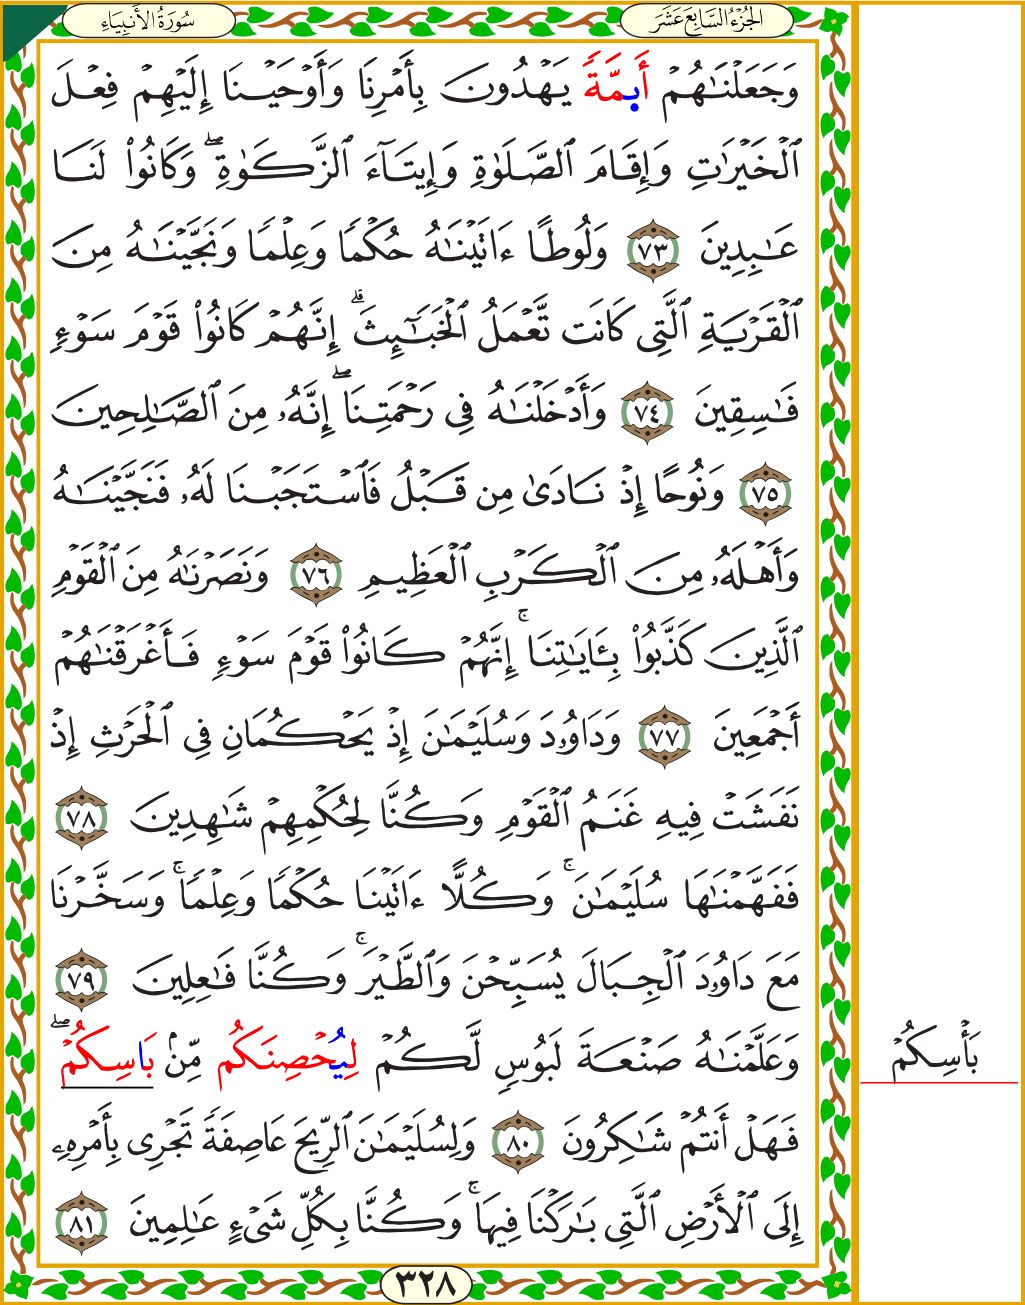 الجُزْءُ السَّابِعَ عَشَرَ
سُورَةُ الأَنبِيَاءِ
وَجَعَلْنَٰهُمْ أَيِمَّةً يَهْدُونَ بِأَمْرِنَا وَأَوْحَيْنَا إِلَيْهِمْ فِعْلَ
ٱلْخَيْرَٰتِ وَإِقَامَ ٱلصَّلَوٰةِ وَإِيتَآءَ ٱلزَّكَوٰةِۖ وَكَانُوا۟ لَنَا
عَٰبِدِينَ ٧٣ وَلُوطًا ءَاتَيْنَٰهُ حُكْمًا وَعِلْمًا وَنَجَّيْنَٰهُ مِنَ
ٱلْقَرْيَةِ ٱلَّتِى كَانَت تَّعْمَلُ ٱلْخَبَٰٓئِثَۗ إِنَّهُمْ كَانُوا۟ قَوْمَ سَوْءٍ
فَٰسِقِينَ ٧٤ وَأَدْخَلْنَٰهُ فِى رَحْمَتِنَاۖ إِنَّهُۥ مِنَ ٱلصَّٰلِحِينَ
٧٥ وَنُوحًا إِذْ نَادَىٰ مِن قَبْلُ فَٱسْتَجَبْنَا لَهُۥ فَنَجَّيْنَٰهُ
وَأَهْلَهُۥ مِنَ ٱلْكَرْبِ ٱلْعَظِيمِ ٧٦ وَنَصَرْنَٰهُ مِنَ ٱلْقَوْمِ
ٱلَّذِينَ كَذَّبُوا۟ بِـَٔايَٰتِنَاۚ إِنَّهُمْ كَانُوا۟ قَوْمَ سَوْءٍ فَأَغْرَقْنَٰهُمْ
أَجْمَعِينَ ٧٧ وَدَاوُۥدَ وَسُلَيْمَٰنَ إِذْ يَحْكُمَانِ فِى ٱلْحَرْثِ إِذْ
نَفَشَتْ فِيهِ غَنَمُ ٱلْقَوْمِ وَكُنَّا لِحُكْمِهِمْ شَٰهِدِينَ ٧٨
فَفَهَّمْنَٰهَا سُلَيْمَٰنَۚ وَكُلًّا ءَاتَيْنَا حُكْمًا وَعِلْمًاۚ وَسَخَّرْنَا
مَعَ دَاوُۥدَ ٱلْجِبَالَ يُسَبِّحْنَ وَٱلطَّيْرَۚ وَكُنَّا فَٰعِلِينَ ٧٩
وَعَلَّمْنَٰهُ صَنْعَةَ لَبُوسٍ لَّكُمْ لِيُحْصِنَكُم مِّنۢ بَاسِكُمْۖ
فَهَلْ أَنتُمْ شَٰكِرُونَ ٨٠ وَلِسُلَيْمَٰنَ ٱلرِّيحَ عَاصِفَةً تَجْرِى بِأَمْرِهِۦٓ
إِلَى ٱلْأَرْضِ ٱلَّتِى بَٰرَكْنَا فِيهَاۚ وَكُنَّا بِكُلِّ شَىْءٍ عَٰلِمِينَ ٨١
بَأْسِكُمْ
٣٢٨